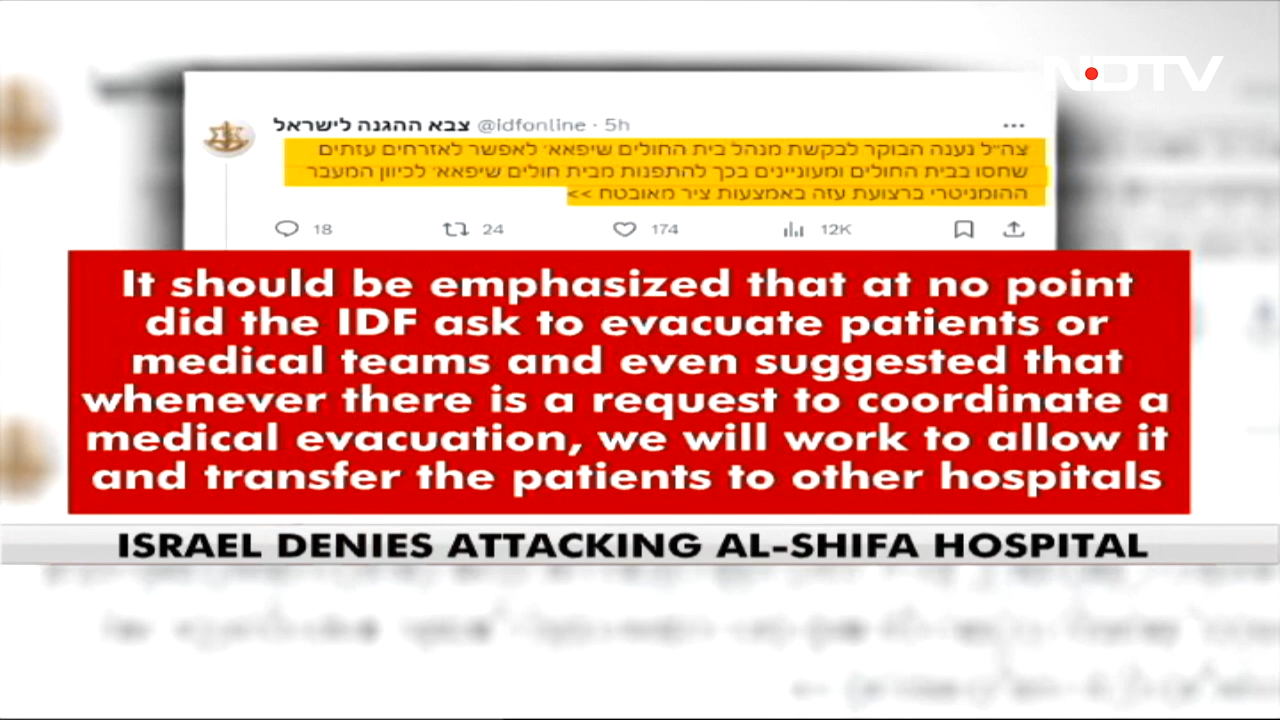 NDTV
צבא ההגנה לישראל @idfonline · 5h
צה"ל נענה הבוקר לבקשת מנהל בית החולים שיפאא' לאפשר לאזרחים עזתים
שחסו בבית החולים ומעוניינים בכך להתפנות מבית חולים שיפאא' לכיוון המעבר
ההומניטרי ברצועת עזה באמצעות ציר מאובטח >>
18 24 174 12K
It should be emphasized that at no point
did the IDF ask to evacuate patients or
medical teams and even suggested that
whenever there is a request to coordinate a
medical evacuation, we will work to allow it
and transfer the patients to other hospitals
ISRAEL DENIES ATTACKING AL-SHIFA HOSPITAL